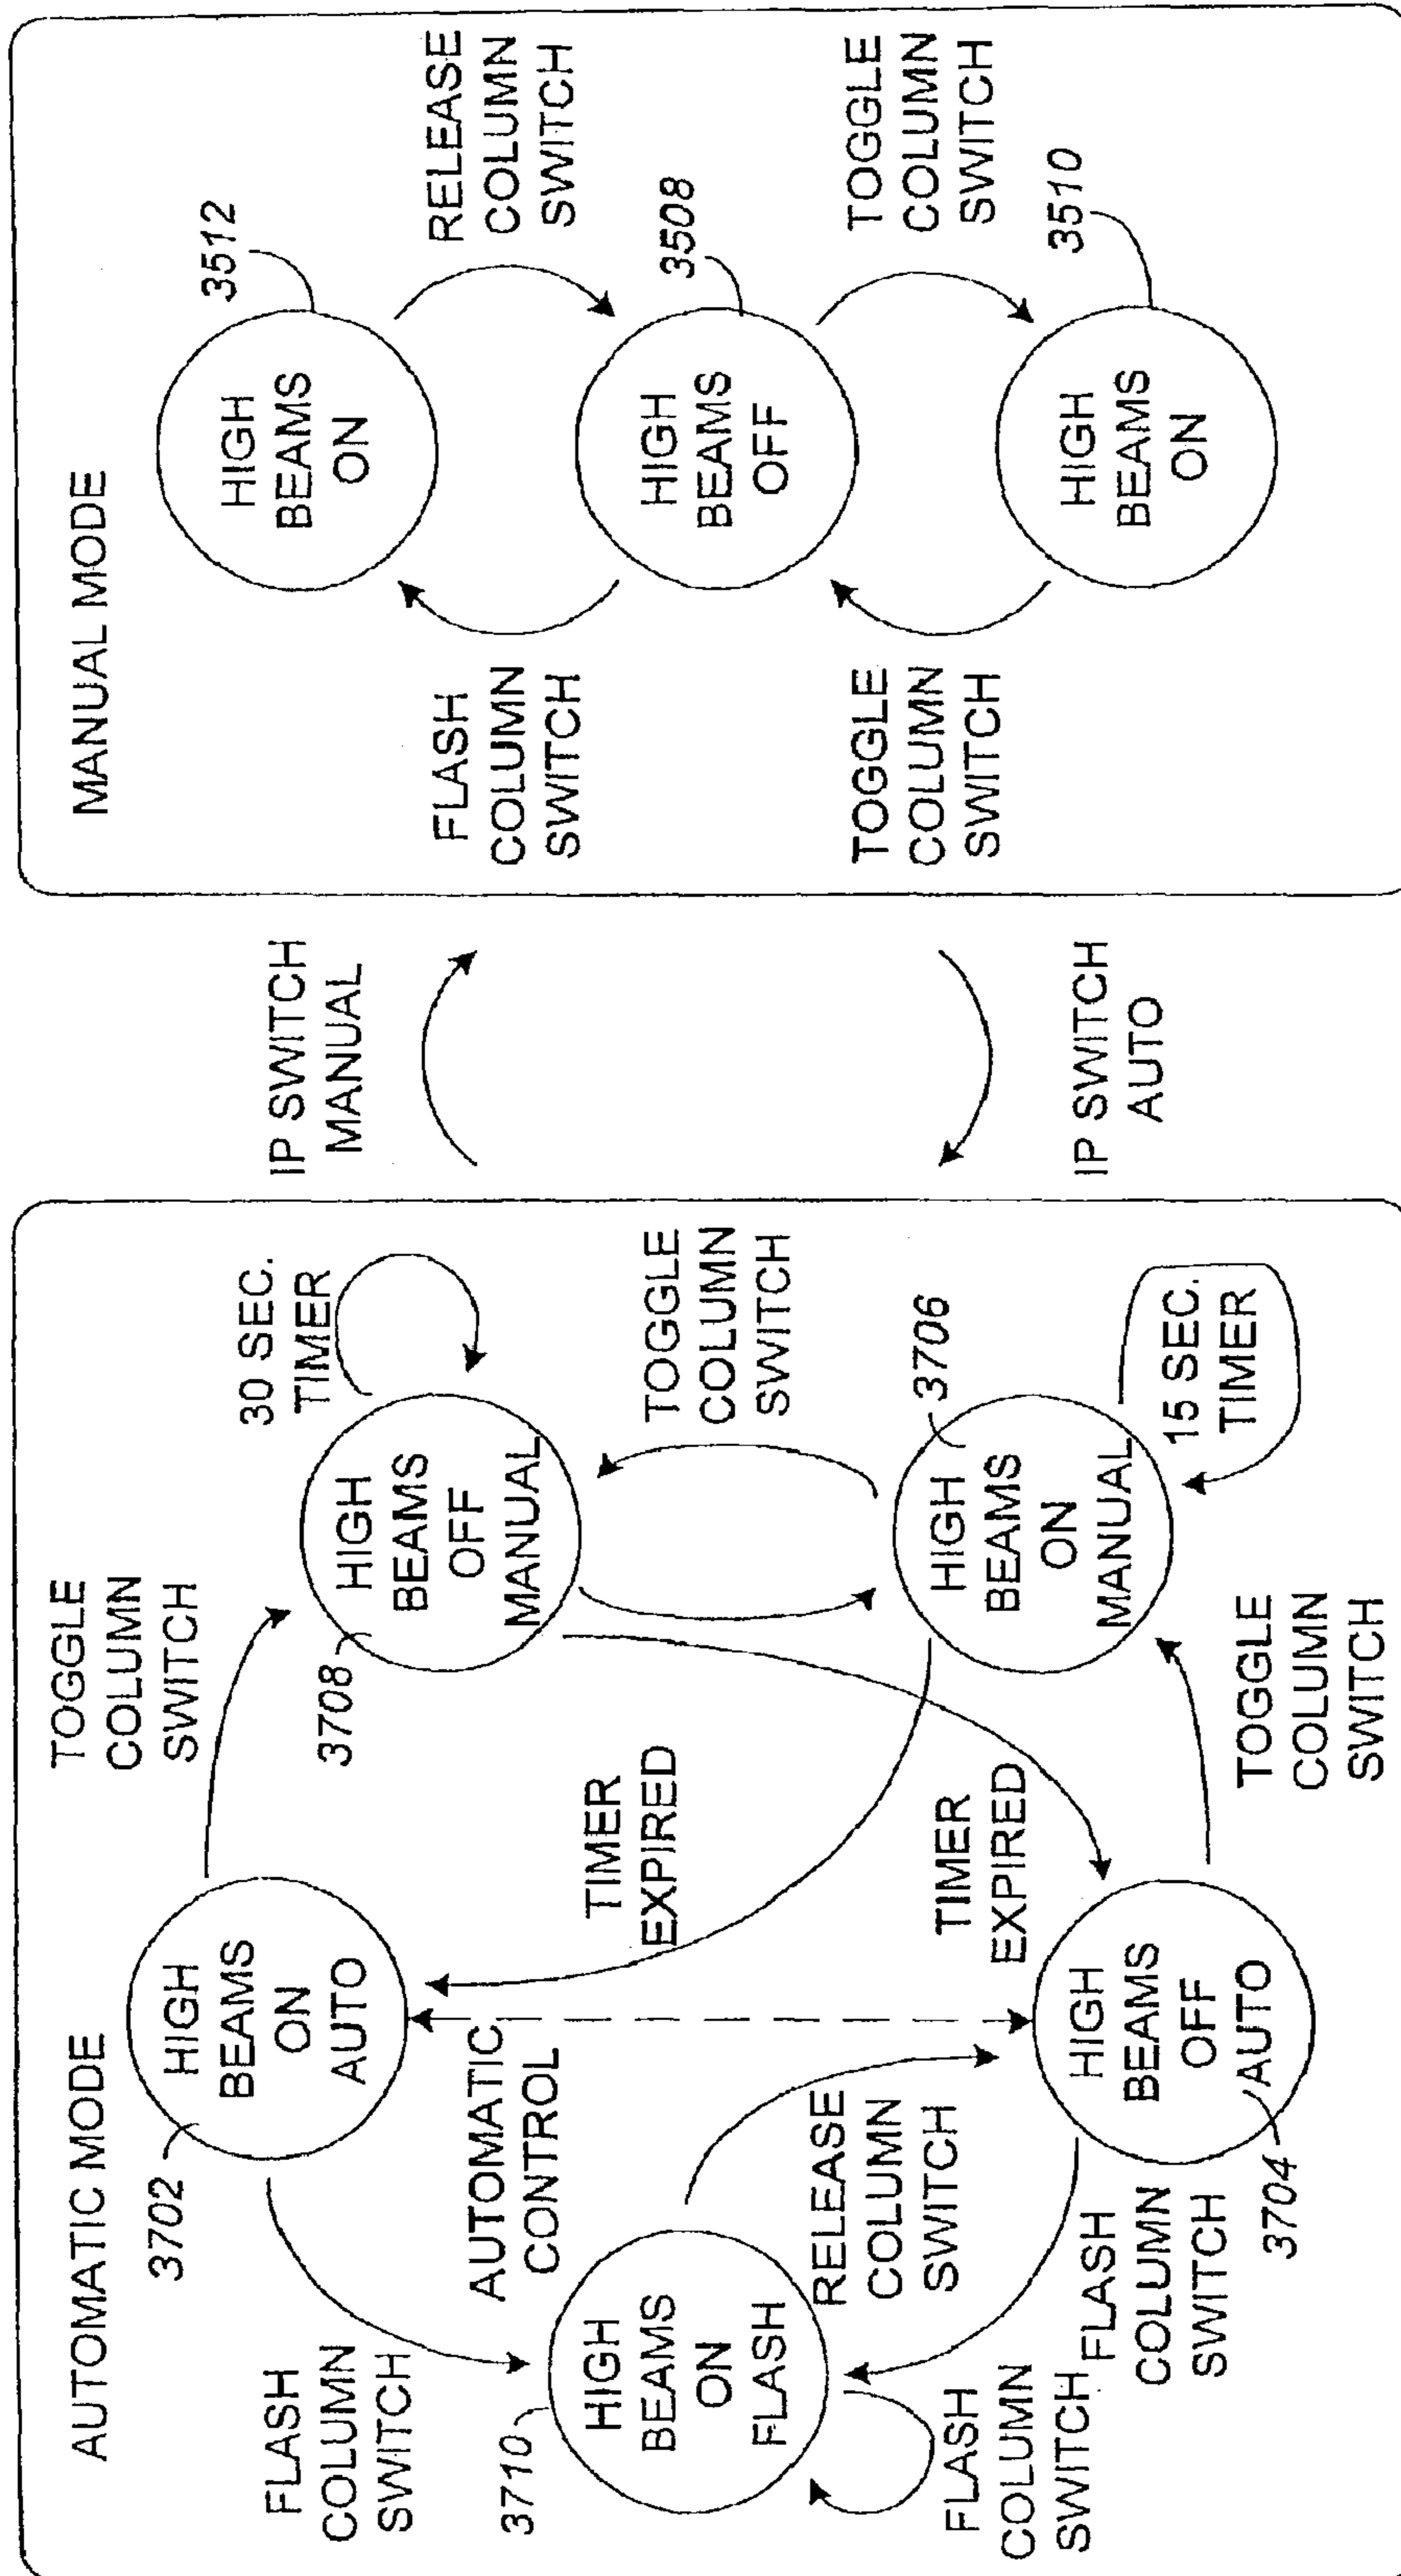 AUTOMATIC MODE
3702
HIGH
BEAMS
ON
AUTO
TOGGLE
COLUMN
SWITCH
30 SEC.
TIMER
3708
HIGH
BEAMS
OFF
MANUAL
FLASH
COLUMN
SWITCH
AUTOMATIC
CONTROL
TIMER
EXPIRED
TOGGLE
COLUMN
SWITCH
3710
HIGH
BEAMS
ON
FLASH
RELEASE
COLUMN
SWITCH
TIMER
EXPIRED
3706
HIGH
BEAMS
ON
MANUAL
15 SEC.
TIMER
FLASH
COLUMN
SWITCH
FLASH
COLUMN
SWITCH
HIGH
BEAMS
OFF
AUTO
3704
TOGGLE
COLUMN
SWITCH
IP SWITCH
MANUAL
IP SWITCH
AUTO
MANUAL MODE
3512
HIGH
BEAMS
ON
FLASH
COLUMN
SWITCH
RELEASE
COLUMN
SWITCH
3508
HIGH
BEAMS
OFF
TOGGLE
COLUMN
SWITCH
TOGGLE
COLUMN
SWITCH
3510
HIGH
BEAMS
ON